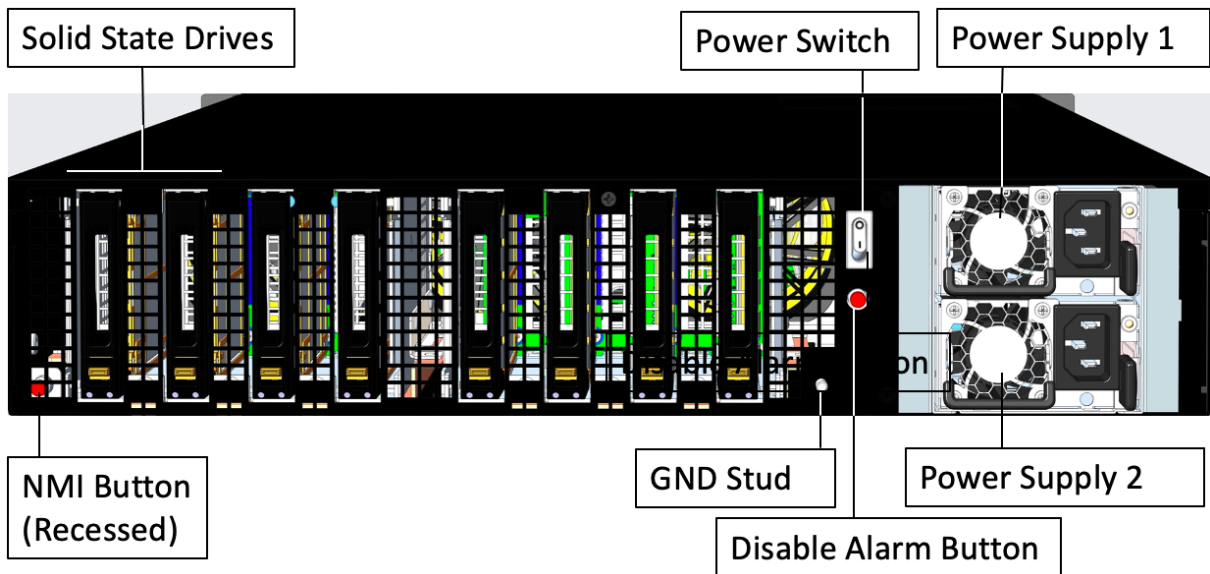 Solid State Drives
Power Switch
Power Supply 1
NMI Button
(Recessed)
GND Stud
Power Supply 2
Disable Alarm Button